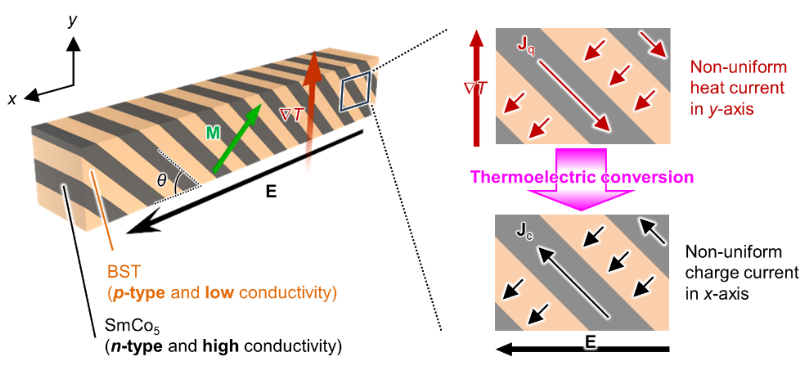 y
x
M
∇T
θ
E
BST
(p-type and low conductivity)
SmCo₅
(n-type and high conductivity)
∇T
Jq
Non-uniform
heat current
in y-axis
Thermoelectric conversion
Jc
Non-uniform
charge current
in x-axis
E